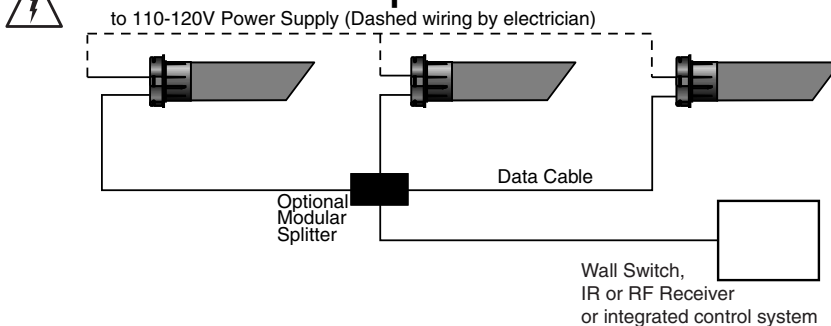 to 110-120V Power Supply (Dashed wiring by electrician)
Data Cable
Optional
Modular
Splitter
Wall Switch,
IR or RF Receiver
or integrated control system